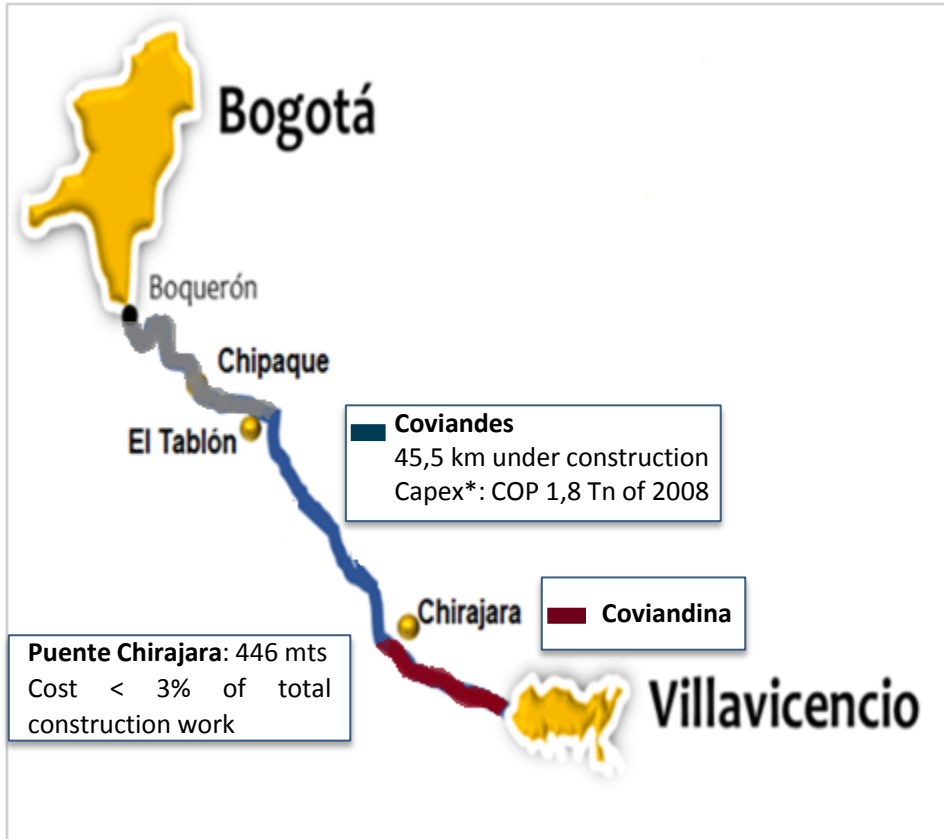 Bogotá
Boquerón
Chipaque
El Tablón
Coviandes
45,5 km under construction
Capex*: COP 1,8 Tn of 2008
Chirajara
Coviandina
Puente Chirajara: 446 mts
Cost < 3% of total
construction work
Villavicencio